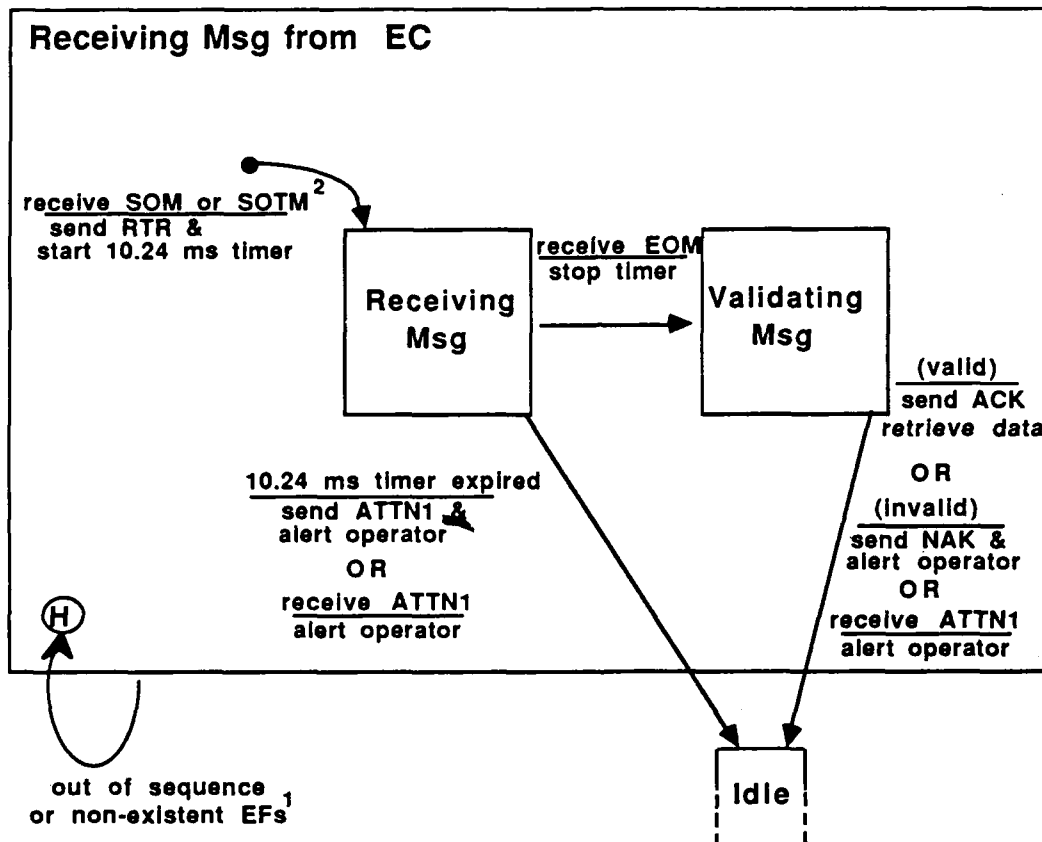 Receiving Msg from EC
receive SOM or SOTM 2
send RTR &
start 10.24 ms timer
Receiving
Msg
receive EOM
stop timer
Validating
Msg
(valid)
send ACK
retrieve data
OR
(invalid)
send NAK &
alert operator
OR
receive ATTN1
alert operator
10.24 ms timer expired
send ATTN1 &
alert operator
OR
receive ATTN1
alert operator
H
out of sequence
or non-existent EFs 1
Idle